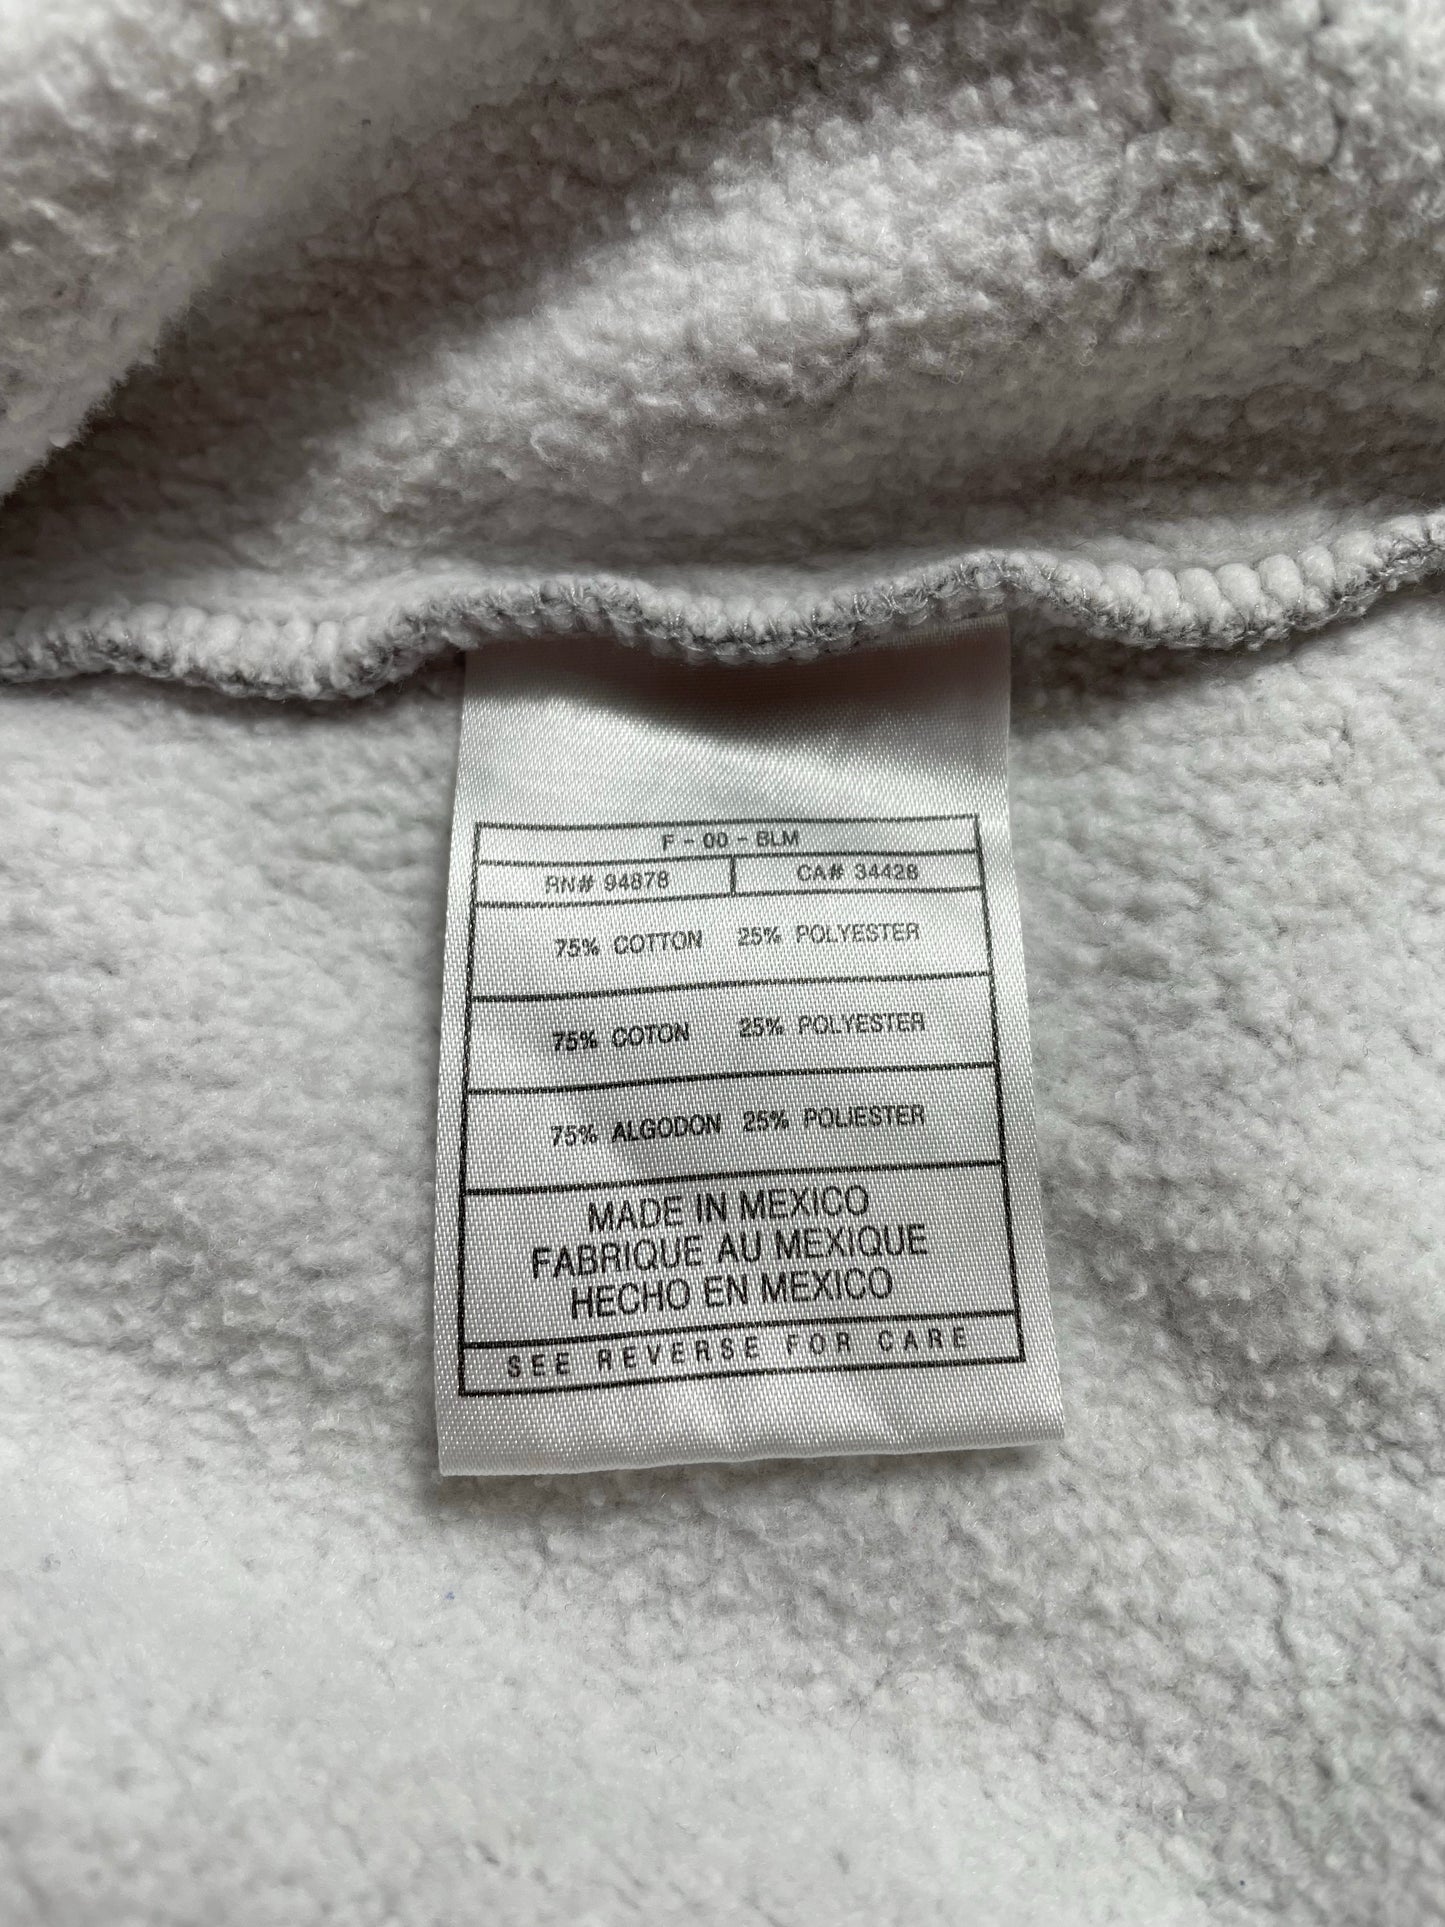 F - 00 - BLM
RN# 94878 CA# 34428
75% COTTON 25% POLYESTER
75% COTON 25% POLYESTER
75% ALGODON 25% POLIESTER
MADE IN MEXICO
FABRIQUE AU MEXIQUE
HECHO EN MEXICO
SEE REVERSE FOR CARE